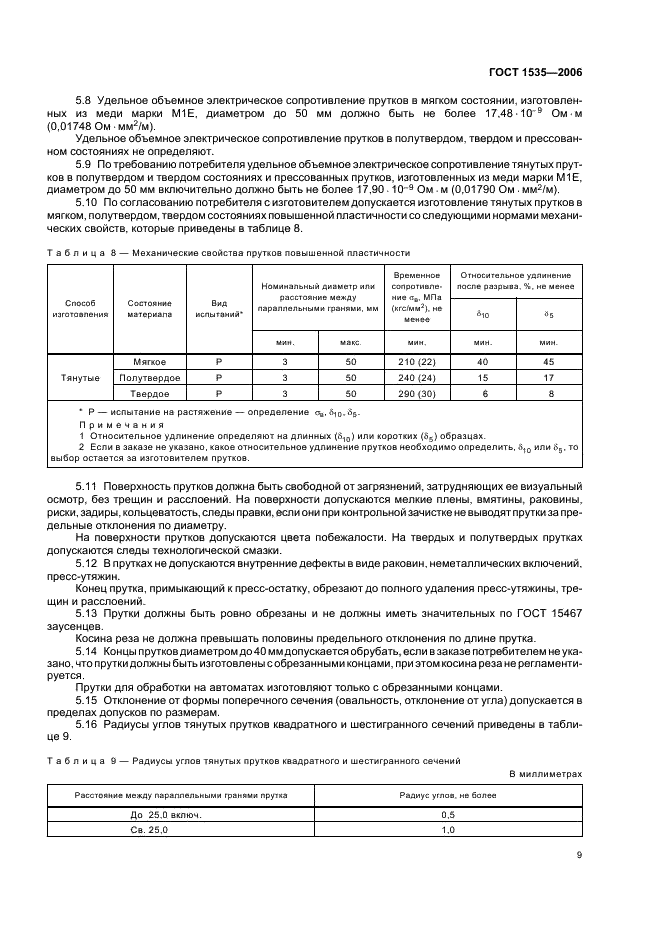 ГОСТ 1535—2006
5.8 Удельное объемное электрическое сопротивление прутков в мягком состоянии, изготовлен-
ных из меди марки М1Е, диаметром до 50 мм должно быть не более 17,48 · 10⁻⁹ Ом · м
(0,01748 Ом · мм²/м).
Удельное объемное электрическое сопротивление прутков в полутвердом, твердом и прессован-
ном состояниях не определяют.
5.9 По требованию потребителя удельное объемное электрическое сопротивление тянутых прут-
ков в полутвердом и твердом состояниях и прессованных прутков, изготовленных из меди марки М1Е,
диаметром до 50 мм включительно должно быть не более 17,90 · 10⁻⁹ Ом · м (0,01790 Ом · мм²/м).
5.10 По согласованию потребителя с изготовителем допускается изготовление тянутых прутков в
мягком, полутвердом, твердом состояниях повышенной пластичности со следующими нормами механи-
ческих свойств, которые приведены в таблице 8.
Таблица 8 — Механические свойства прутков повышенной пластичности
Способ
изготовления
Состояние
материала
Вид
испытаний*
Номинальный диаметр или
расстояние между
параллельными гранями, мм
Временное
сопротивле-
ние σв, МПа
(кгс/мм²), не
менее
Относительное удлинение
после разрыва, %, не менее
δ₁₀ δ₅
мин. макс. мин. мин. мин.
Тянутые
Мягкое Р 3 50 210 (22) 40 45
Полутвердое Р 3 50 240 (24) 15 17
Твердое Р 3 50 290 (30) 6 8
* Р — испытание на растяжение — определение σв, δ₁₀, δ₅.
Примечания
1 Относительное удлинение определяют на длинных (δ₁₀) или коротких (δ₅) образцах.
2 Если в заказе не указано, какое относительное удлинение прутков необходимо определить, δ₁₀ или δ₅, то
выбор остается за изготовителем прутков.
5.11 Поверхность прутков должна быть свободной от загрязнений, затрудняющих ее визуальный
осмотр, без трещин и расслоений. На поверхности допускаются мелкие плены, вмятины, раковины,
риски, задиры, кольцеватость, следы правки, если они при контрольной зачистке не выводят прутки за пре-
дельные отклонения по диаметру.
На поверхности прутков допускаются цвета побежалости. На твердых и полутвердых прутках
допускаются следы технологической смазки.
5.12 В прутках не допускаются внутренние дефекты в виде раковин, неметаллических включений,
пресс-утяжин.
Конец прутка, примыкающий к пресс-остатку, обрезают до полного удаления пресс-утяжины, тре-
щин и расслоений.
5.13 Прутки должны быть ровно обрезаны и не должны иметь значительных по ГОСТ 15467
заусенцев.
Косина реза не должна превышать половины предельного отклонения по длине прутка.
5.14 Концы прутков диаметром до 40 мм допускается обрубать, если в заказе потребителем не ука-
зано, что прутки должны быть изготовлены с обрезанными концами, при этом косина реза не регламенти-
руется.
Прутки для обработки на автоматах изготовляют только с обрезанными концами.
5.15 Отклонение от формы поперечного сечения (овальность, отклонение от угла) допускается в
пределах допусков по размерам.
5.16 Радиусы углов тянутых прутков квадратного и шестигранного сечений приведены в табли-
це 9.
Таблица 9 — Радиусы углов тянутых прутков квадратного и шестигранного сечений
В миллиметрах
Расстояние между параллельными гранями прутка Радиус углов, не более
До 25,0 включ. 0,5
Св. 25,0 1,0
9